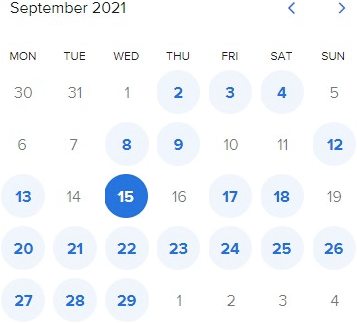 September 2021
MON TUE WED THU FRI SAT SUN
30 31 1 2 3 4 5
6 7 8 9 10 11 12
13 14 15 16 17 18 19
20 21 22 23 24 25 26
27 28 29 1 2 3 4